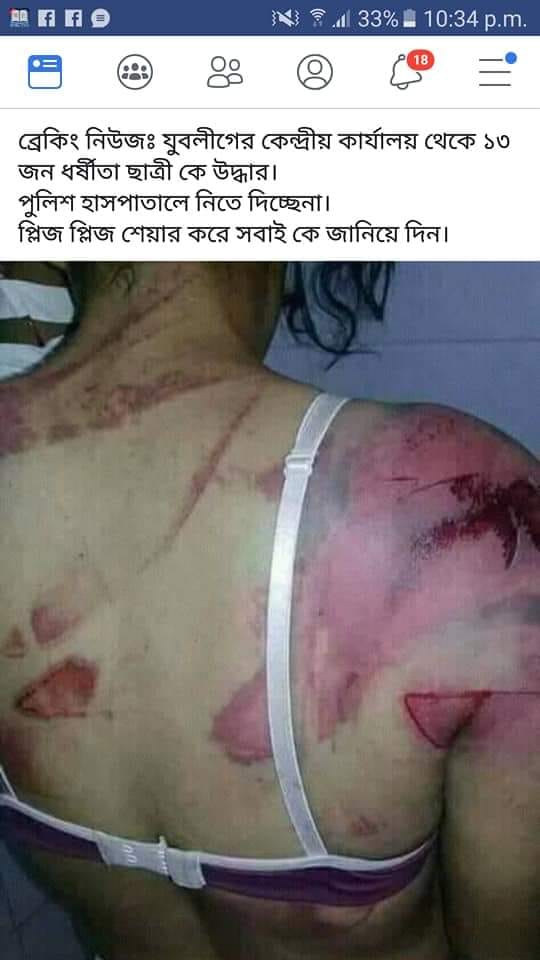 33% 10:34 p.m.
18
ব্রেকিং নিউজঃ যুবলীগের কেন্দ্রীয় কার্যালয় থেকে ১৩
জন ধর্ষীতা ছাত্রী কে উদ্ধার।
পুলিশ হাসপাতালে নিতে দিচ্ছেনা।
প্লিজ প্লিজ শেয়ার করে সবাই কে জানিয়ে দিন।